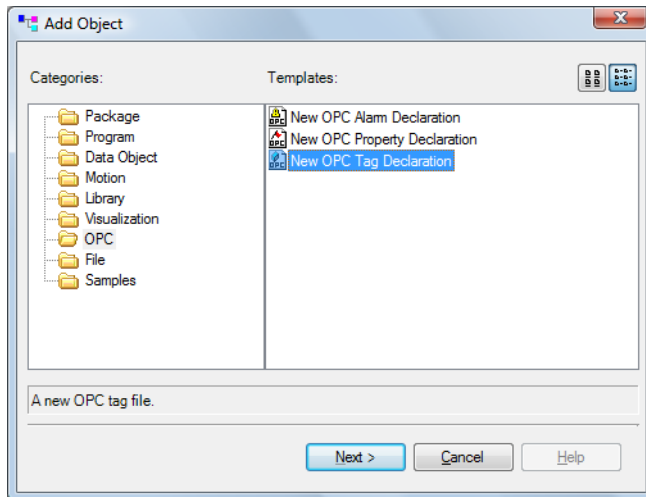 Add Object
Categories:
Templates:
Package
Program
Data Object
Motion
Library
Visualization
OPC
File
Samples
New OPC Alarm Declaration
New OPC Property Declaration
New OPC Tag Declaration
A new OPC tag file.
Next >
Cancel
Help